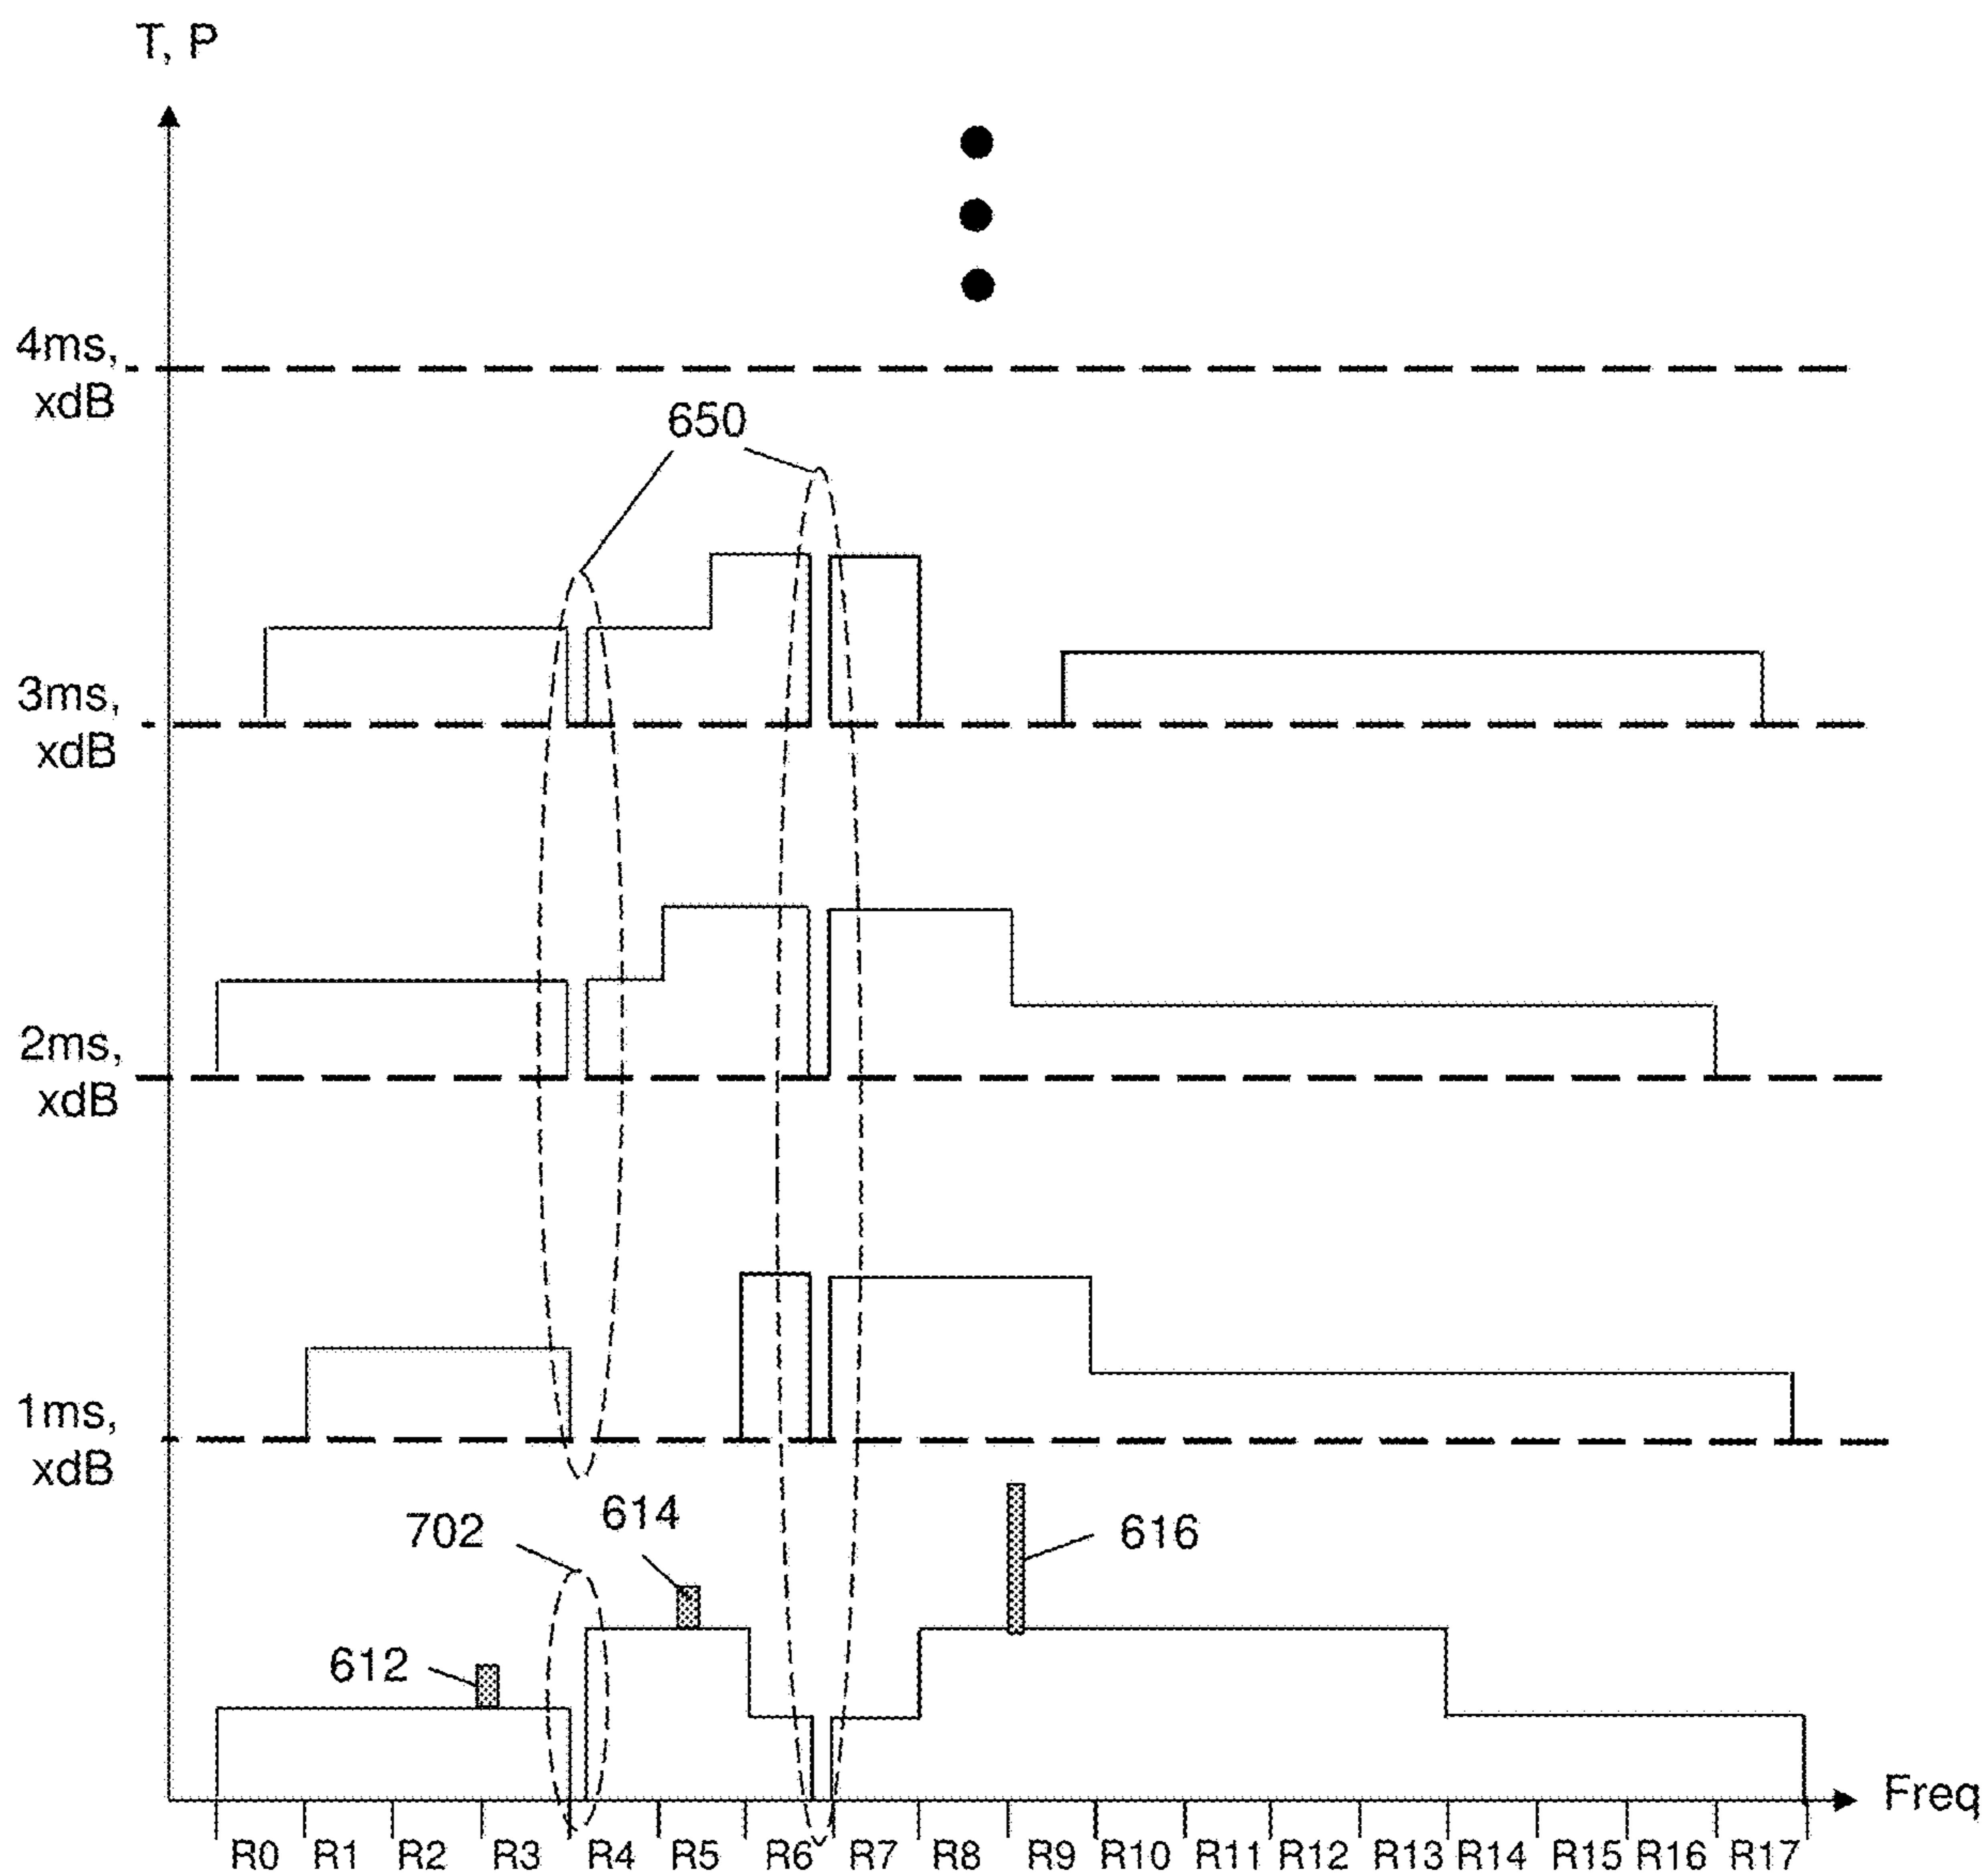 T, P
4ms,
xdB
650
3ms,
xdB
2ms,
xdB
1ms,
xdB
702
614
616
612
Freq
R0 R1 R2 R3 R4 R5 R6 R7 R8 R9 R10 R11 R12 R13 R14 R15 R16 R17